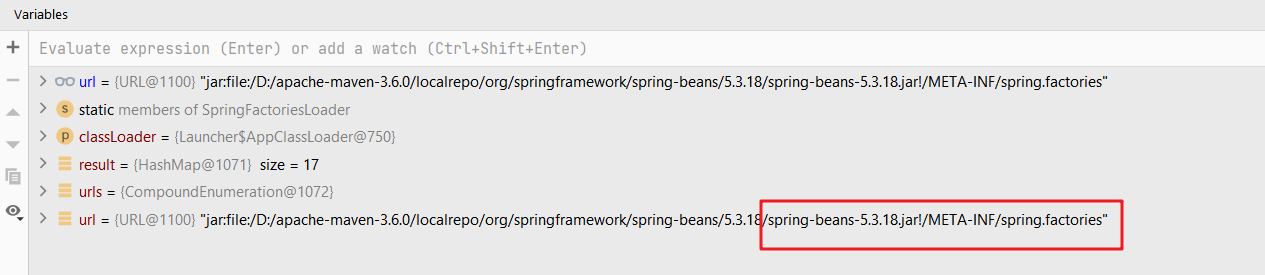 Variables
Evaluate expression (Enter) or add a watch (Ctrl+Shift+Enter)
url = {URL@1100} "jar:file:/D:/apache-maven-3.6.0/localrepo/org/springframework/spring-beans/5.3.18/spring-beans-5.3.18.jar!/META-INF/spring.factories"
s static members of SpringFactoriesLoader
p classLoader = {Launcher$AppClassLoader@750}
result = {HashMap@1071} size = 17
urls = {CompoundEnumeration@1072}
url = {URL@1100} "jar:file:/D:/apache-maven-3.6.0/localrepo/org/springframework/spring-beans/5.3.18/spring-beans-5.3.18.jar!/META-INF/spring.factories"